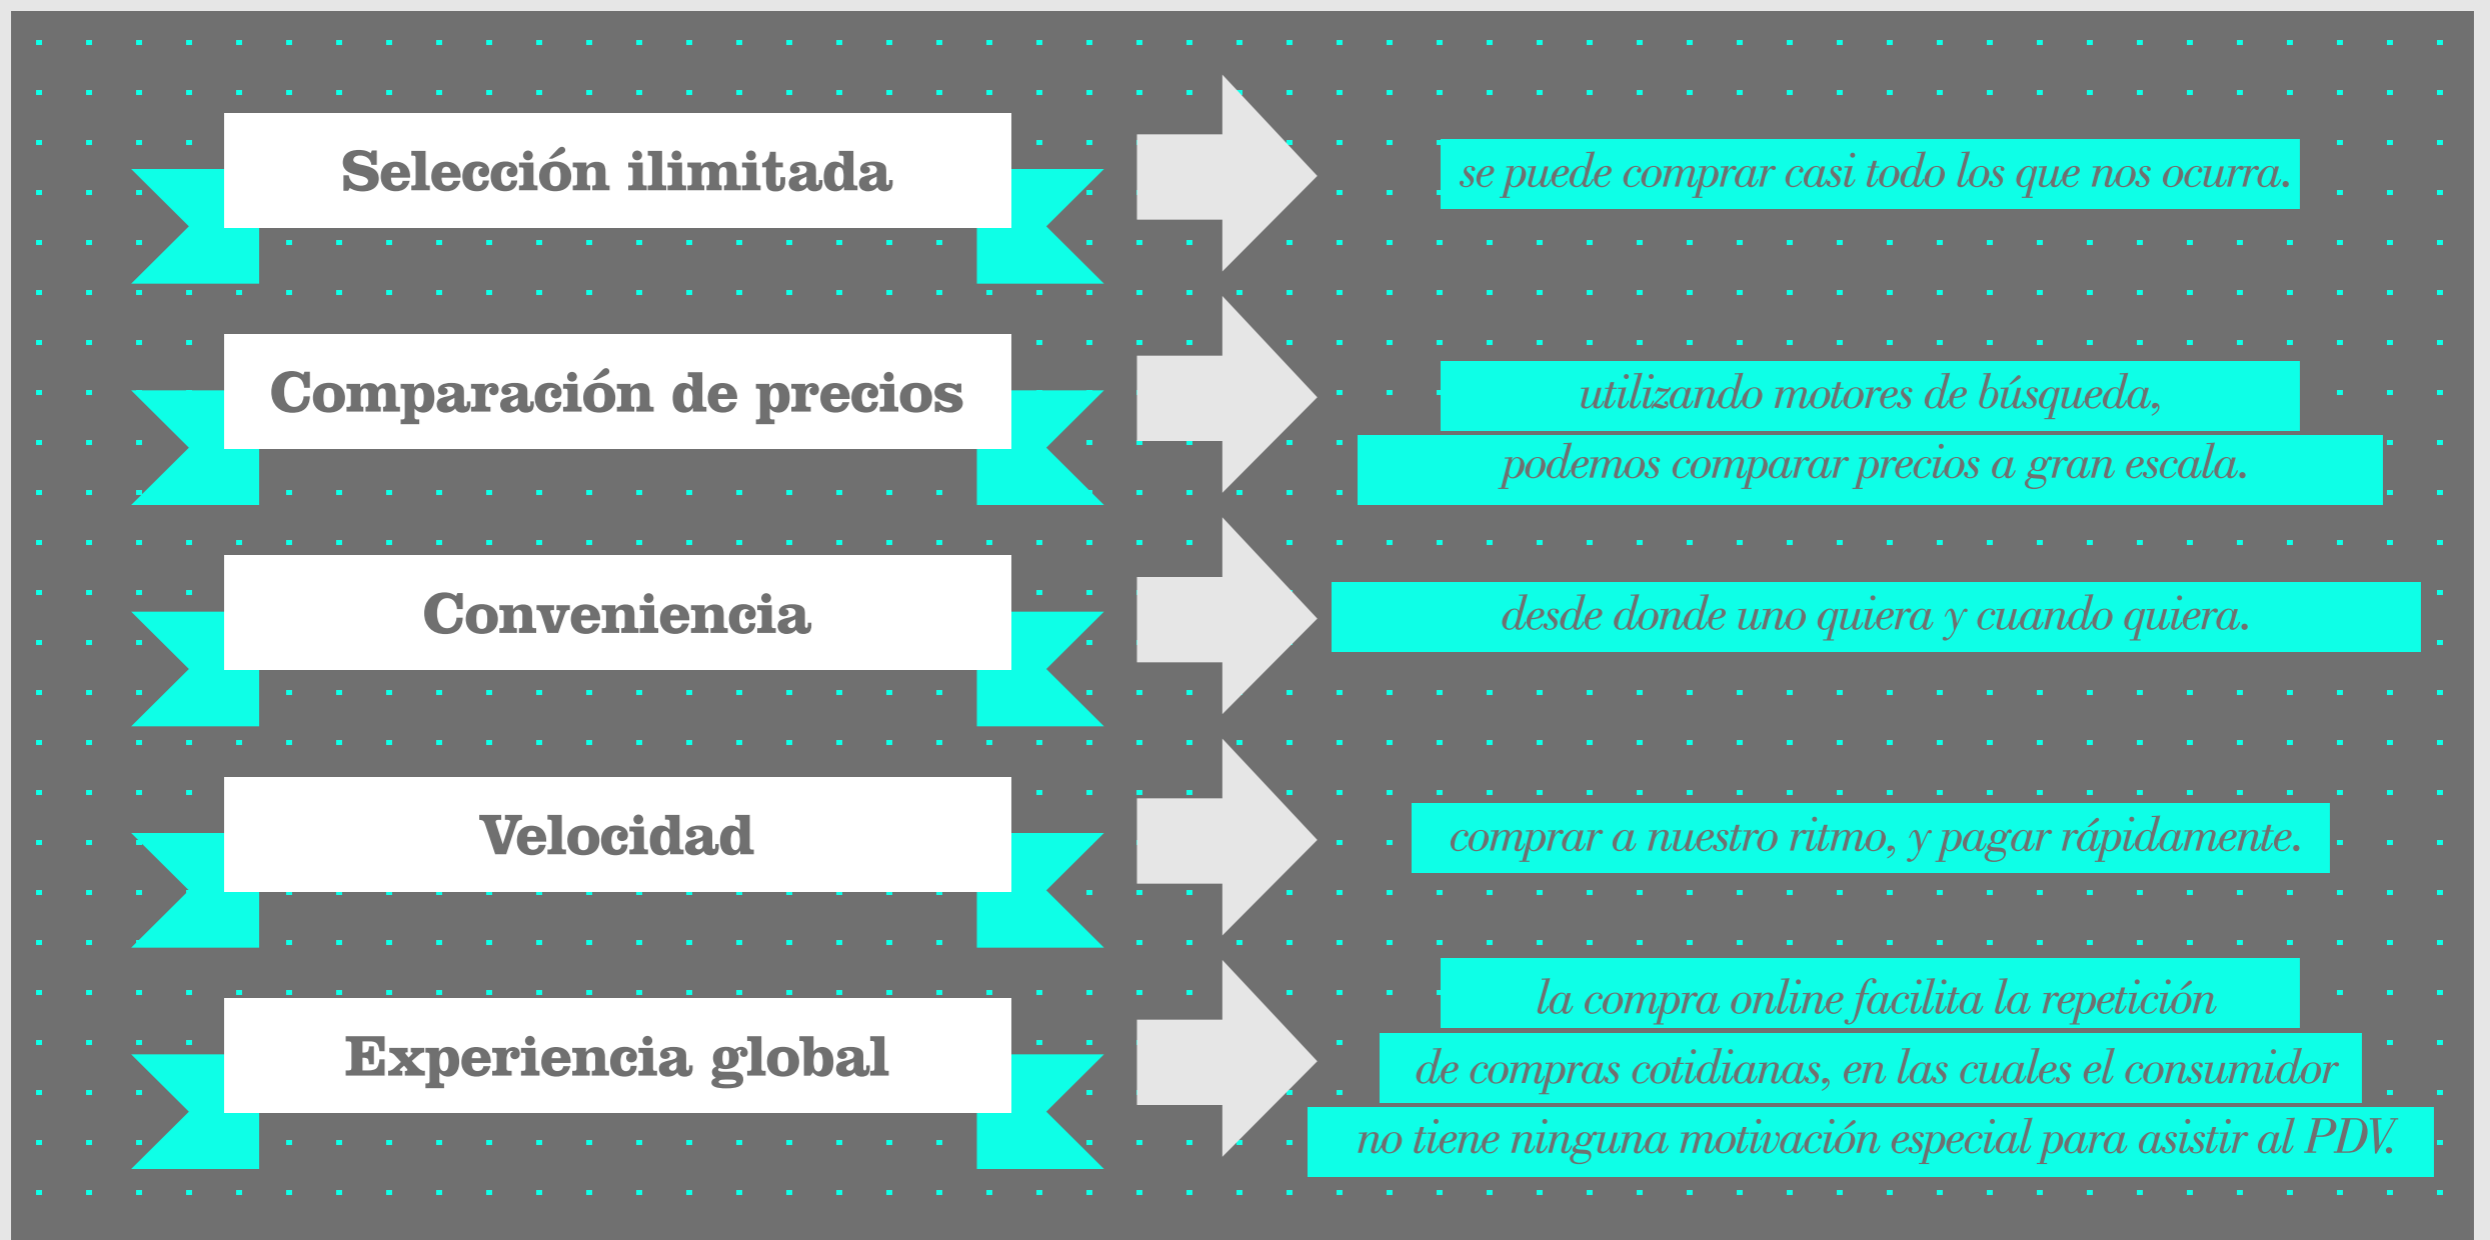 Selección ilimitada
se puede comprar casi todo los que nos ocurra.
Comparación de precios
utilizando motores de búsqueda,
podemos comparar precios a gran escala.
Conveniencia
desde donde uno quiera y cuando quiera.
Velocidad
comprar a nuestro ritmo, y pagar rápidamente.
Experiencia global
la compra online facilita la repetición
de compras cotidianas, en las cuales el consumidor
no tiene ninguna motivación especial para asistir al PDV.